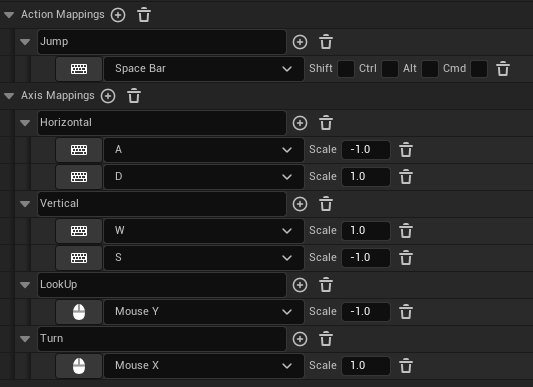 Action Mappings
Jump
Space Bar Shift Ctrl Alt Cmd
Axis Mappings
Horizontal
A Scale -1.0
D Scale 1.0
Vertical
W Scale 1.0
S Scale -1.0
LookUp
Mouse Y Scale -1.0
Turn
Mouse X Scale 1.0